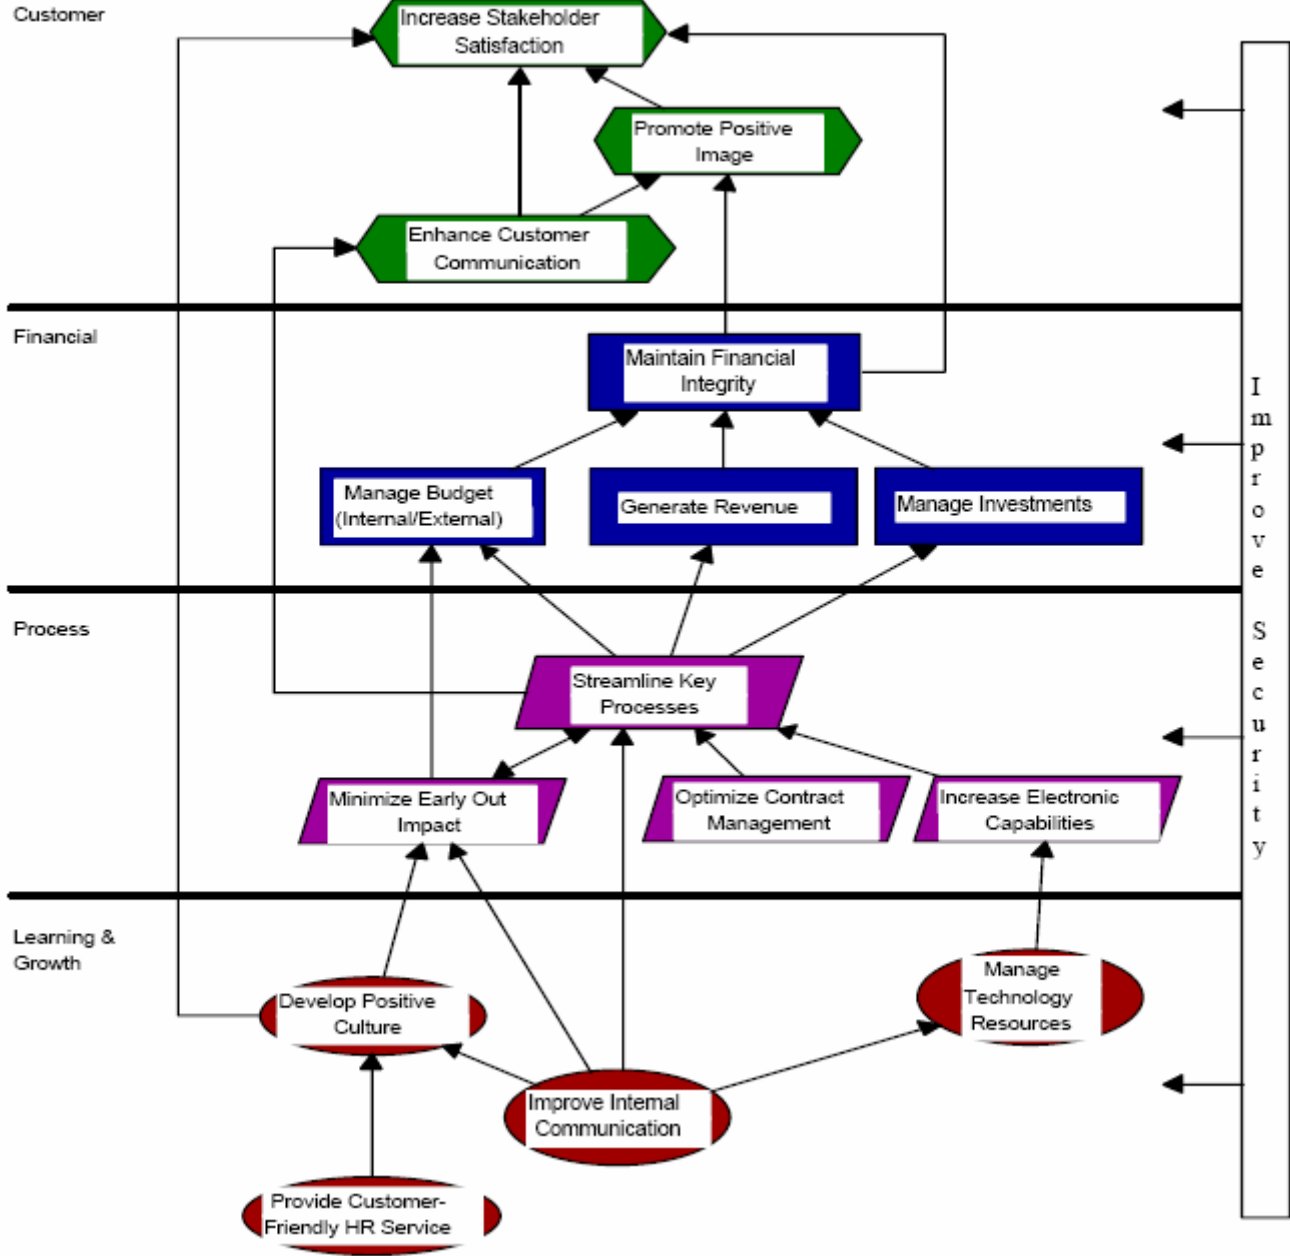 Customer
Increase Stakeholder
Satisfaction
Promote Positive
Image
Enhance Customer
Communication
Financial
Maintain Financial
Integrity
Manage Budget
(Internal/External)
Generate Revenue
Manage Investments
Process
Streamline Key
Processes
Minimize Early Out
Impact
Optimize Contract
Management
Increase Electronic
Capabilities
Learning &
Growth
Develop Positive
Culture
Manage
Technology
Resources
Improve Internal
Communication
Provide Customer-
Friendly HR Service
Improve Security